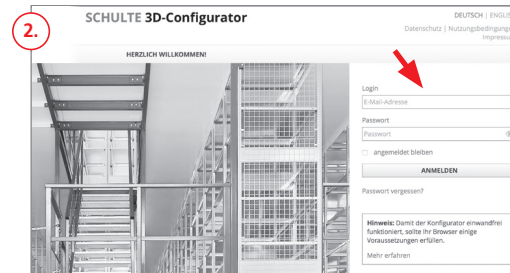 2.
SCHULTE 3D-Configurator
DEUTSCH | ENGLIS
Datenschutz | Nutzungsbedingunge
Impressu
HERZLICH WILLKOMMEN!
Login
E-Mail-Adresse
Passwort
Passwort
angemeldet bleiben
ANMELDEN
Passwort vergessen?
Hinweis: Damit der Konfigurator einwandfrei
funktioniert, sollte Ihr Browser einige
Voraussetzungen erfüllen.
Mehr erfahren